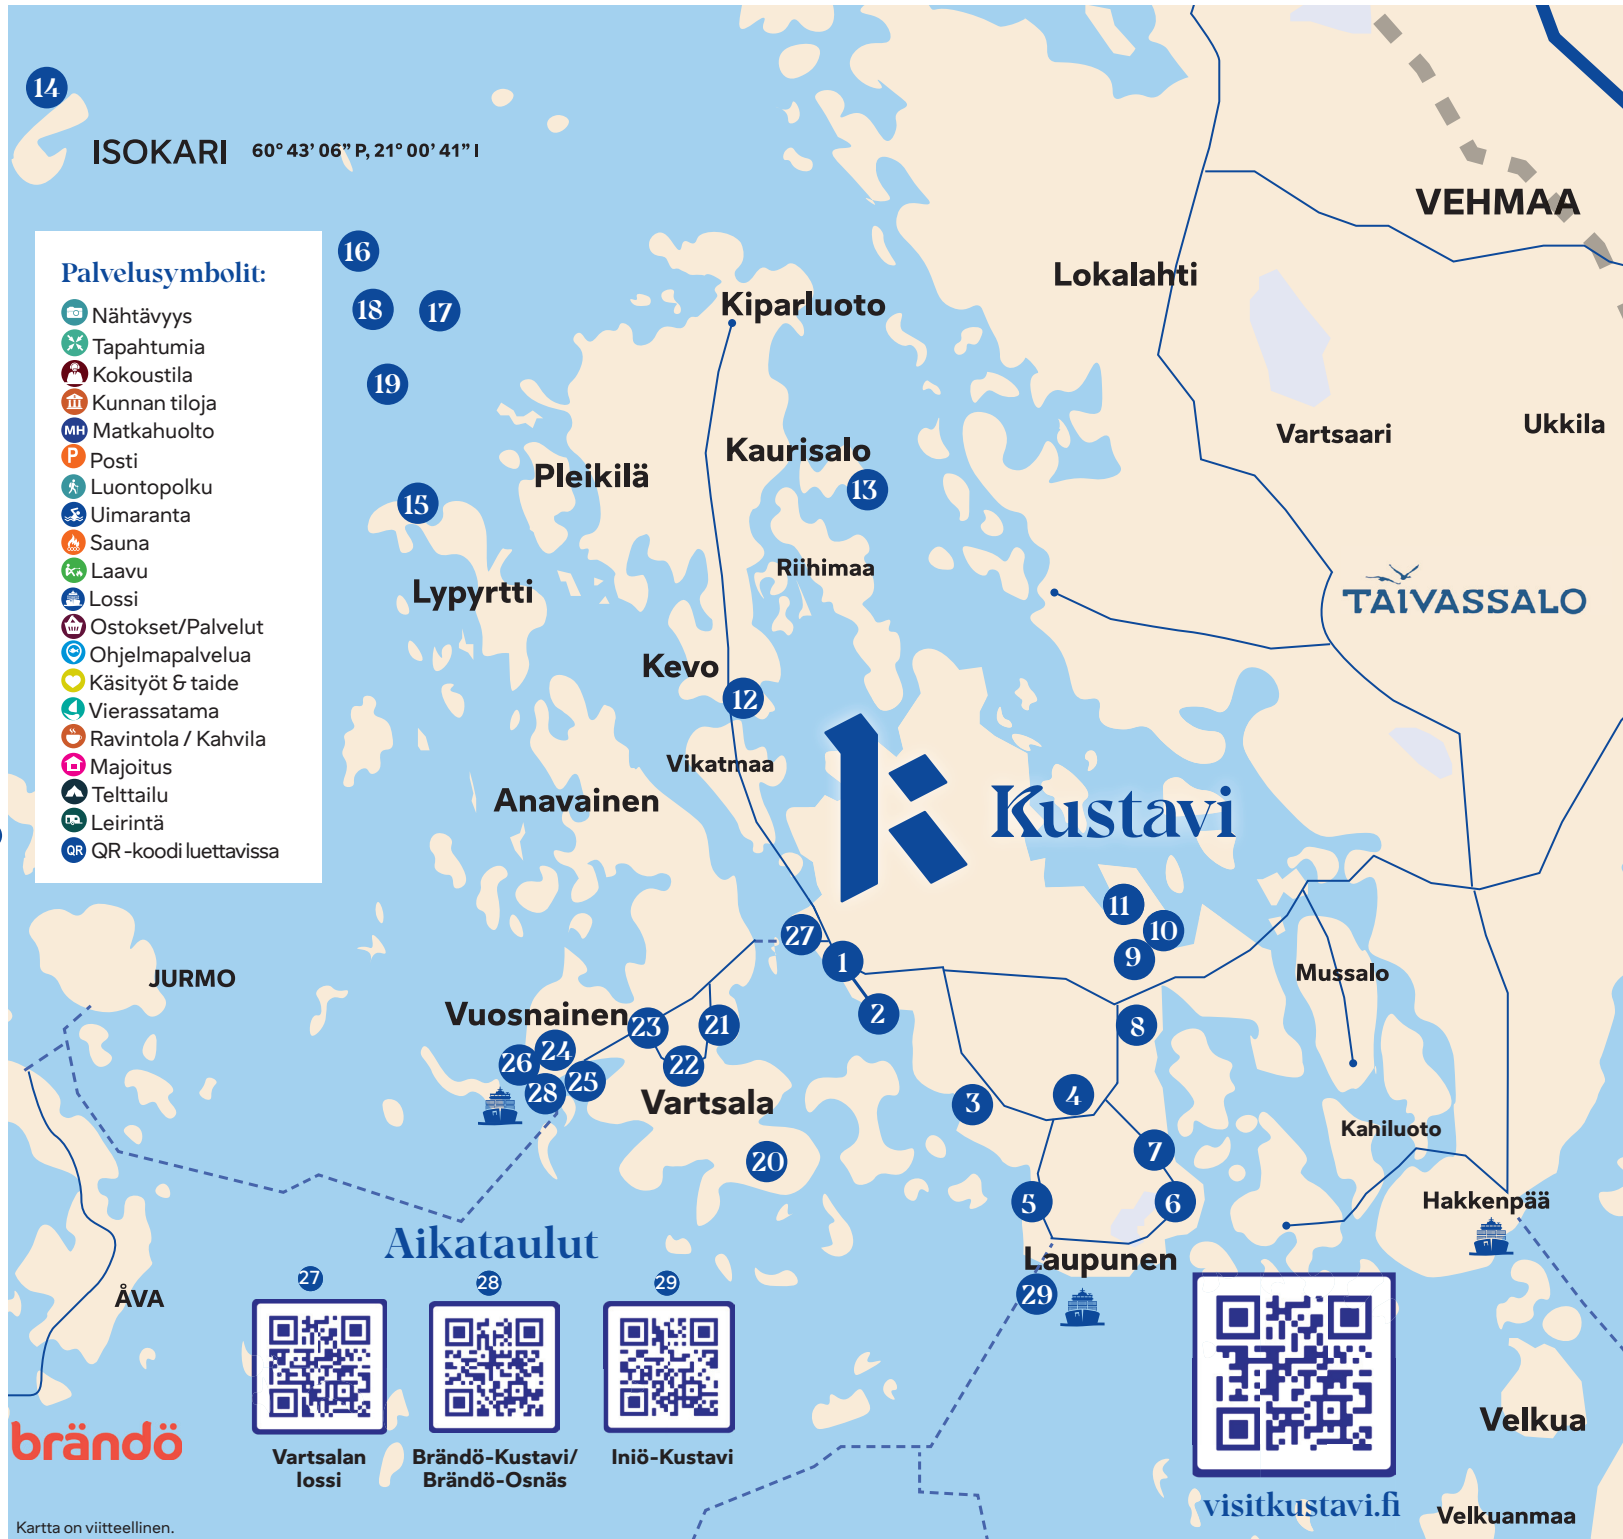 14
ISOKARI 60° 43’ 06” P, 21° 00’ 41” I
VEHMAA
Palvelusymbolit:
Nähtävyys
Tapahtumia
Kokoustila
Kunnan tiloja
MH Matkahuolto
P Posti
Luontopolku
Uimaranta
Sauna
Laavu
Lossi
Ostokset/Palvelut
Ohjelmapalvelua
Käsityöt & taide
Vierassatama
Ravintola / Kahvila
Majoitus
Telttailu
Leirintä
QR QR-koodi luettavissa
16
18
17
19
15
Kiparluoto
Lokalahti
Vartsaari
Ukkila
Kaurisalo
13
Pleikilä
Riihimaa
Lypyrtti
TAIVASSALO
Kevo
12
Vikatmaa
Anavainen
Kustavi
11
10
9
27
1
2
Mussalo
JURMO
Vuosnainen
23
21
8
24
26
22
25
28
Vartsala
3
4
Kahiluoto
7
20
5
6
Hakkenpää
Laupunen
29
ÅVA
Aikataulut
27
28
29
Vartsalan
lossi
Brändö-Kustavi/
Brändö-Osnäs
Iniö-Kustavi
brändö
Velkua
visitkustavi.fi
Velkuanmaa
Kartta on viitteellinen.